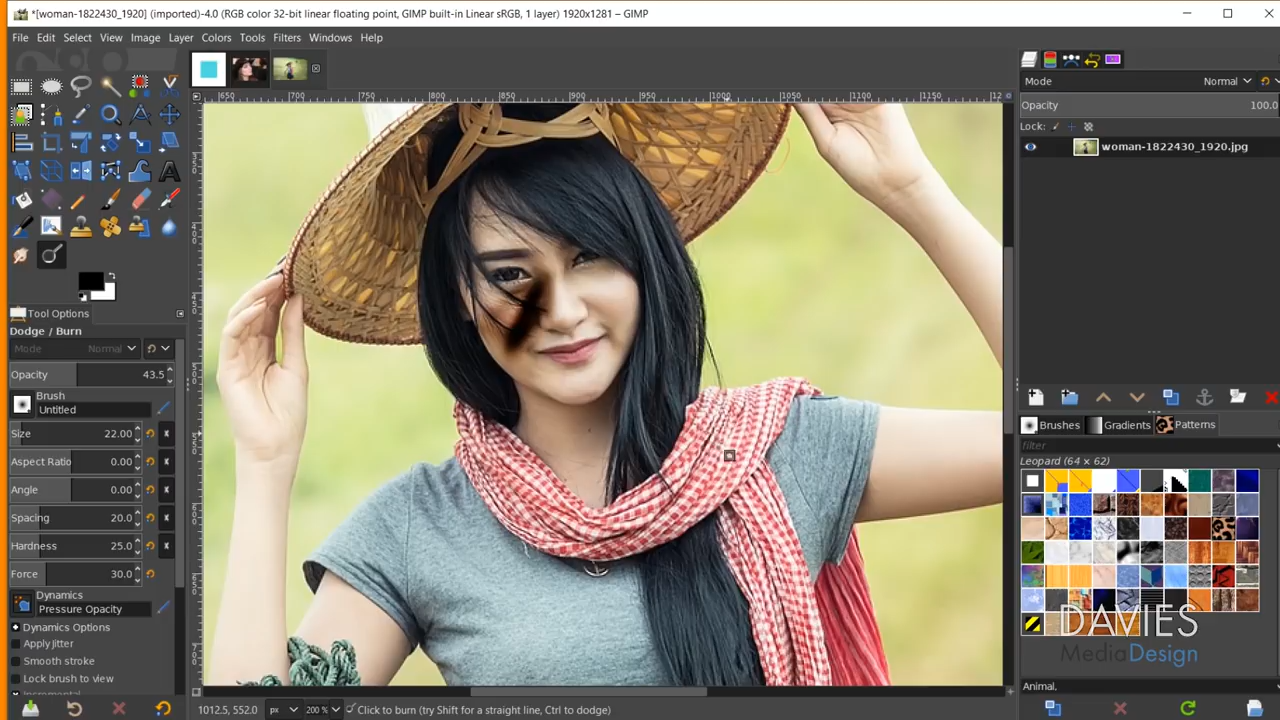 *[woman-1822430_1920] (imported)-4.0 (RGB color 32-bit linear floating point, GIMP built-in Linear sRGB, 1 layer) 1920x1281 – GIMP
File Edit Select View Image Layer Colors Tools Filters Windows Help
Mode Normal
Opacity 100.0
Lock:
woman-1822430_1920.jpg
650 700 750 800 850 900 950 1000 1050 1100 1150 12
Tool Options
Dodge / Burn
Mode Normal
Opacity 43.5
Brush
Untitled
Size 22.00
Aspect Ratio 0.00
Angle 0.00
Spacing 20.0
Hardness 25.0
Force 30.0
Dynamics
Pressure Opacity
Dynamics Options
Apply Jitter
Smooth stroke
Lock brush to view
Incremental
Brushes Gradients Patterns
filter
Leopard (64 × 62)
DAVIES
MediaDesign
Animal,
1012.5, 552.0 px 200 % Click to burn (try Shift for a straight line, Ctrl to dodge)